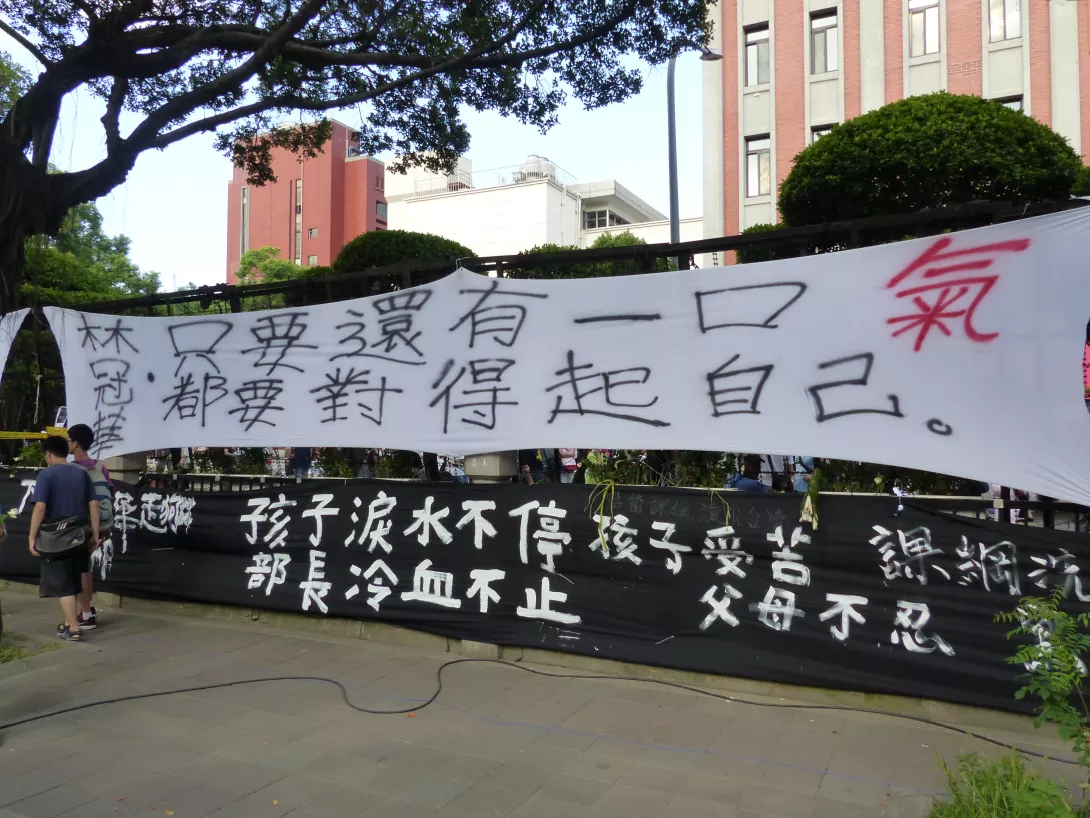 林冠華
只要還有一口氣
都要對得起自己。
孩子淚水不停
部長冷血不止
孩子受苦
父母不忍
課綱洗